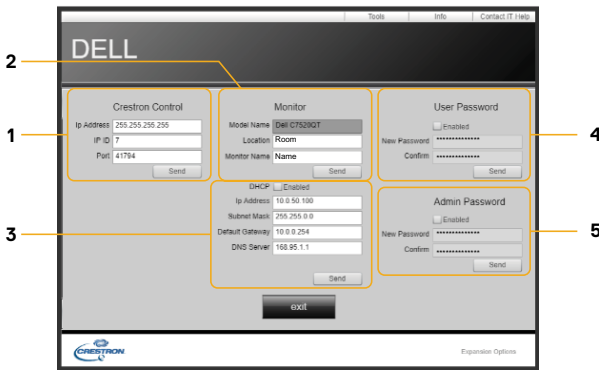 Tools Info Contact IT Help
DELL
2
Crestron Control
Ip Address 255.255.255.255
IP ID 7
Port 41794
Send
1
Monitor
Model Name Dell C7520QT
Location Room
Monitor Name Name
Send
User Password
Enabled
New Password ••••••••••••••
Confirm ••••••••••••••
Send
4
DHCP Enabled
Ip Address 10.0.50.100
Subnet Mask 255.255.0.0
Default Gateway 10.0.0.254
DNS Server 168.95.1.1
Send
3
Admin Password
Enabled
New Password ••••••••••••••
Confirm ••••••••••••••
Send
5
exit
CRESTRON
Expansion Options